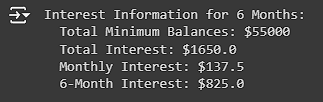 Interest Information for 6 Months:
Total Minimum Balances: $55000
Total Interest: $1650.0
Monthly Interest: $137.5
6-Month Interest: $825.0